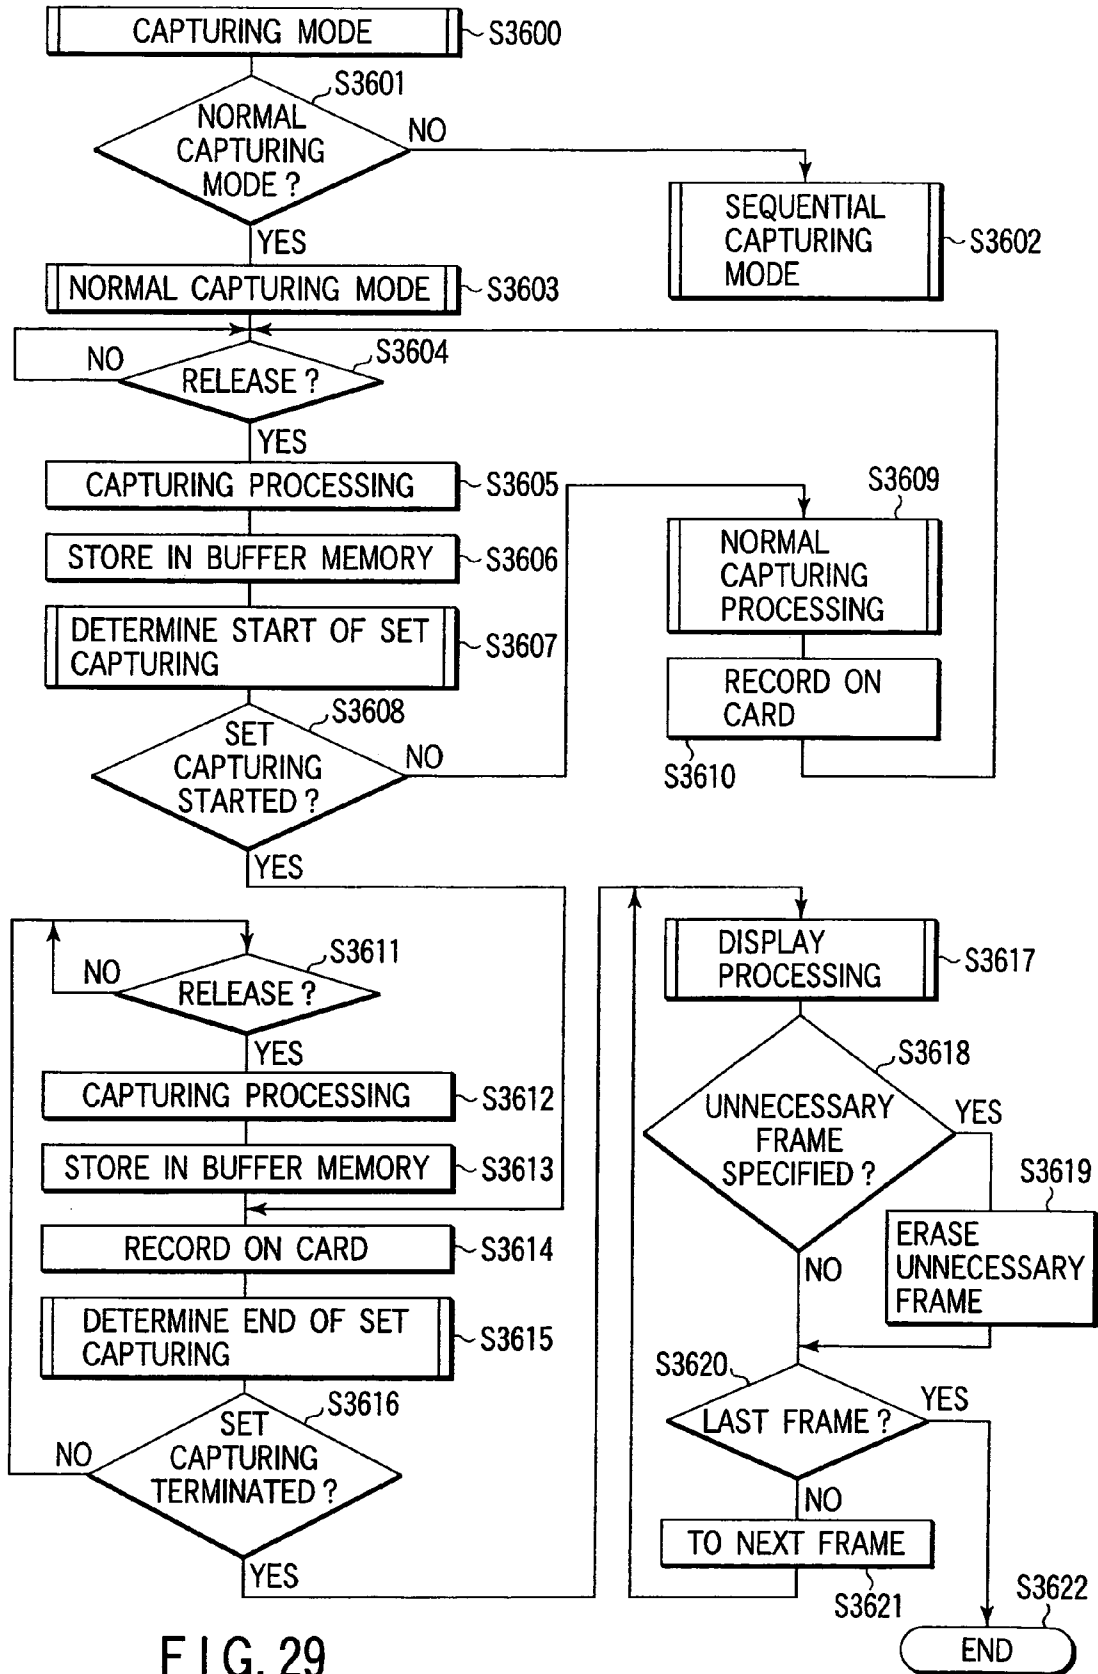 CAPTURING MODE
S3600
S3601
NORMAL
CAPTURING
MODE ?
NO
YES
SEQUENTIAL
CAPTURING
MODE
S3602
NORMAL CAPTURING MODE
S3603
S3604
NO
RELEASE ?
YES
CAPTURING PROCESSING
S3605
STORE IN BUFFER MEMORY
S3606
DETERMINE START OF SET
CAPTURING
S3607
S3608
SET
CAPTURING
STARTED ?
NO
YES
S3609
NORMAL
CAPTURING
PROCESSING
RECORD ON
CARD
S3610
S3611
NO
RELEASE ?
YES
CAPTURING PROCESSING
S3612
STORE IN BUFFER MEMORY
S3613
RECORD ON CARD
S3614
DETERMINE END OF SET
CAPTURING
S3615
S3616
SET
CAPTURING
TERMINATED ?
NO
YES
DISPLAY
PROCESSING
S3617
S3618
UNNECESSARY
FRAME
SPECIFIED ?
YES
NO
S3619
ERASE
UNNECESSARY
FRAME
S3620
LAST FRAME ?
YES
NO
TO NEXT FRAME
S3621
S3622
END
FIG. 29